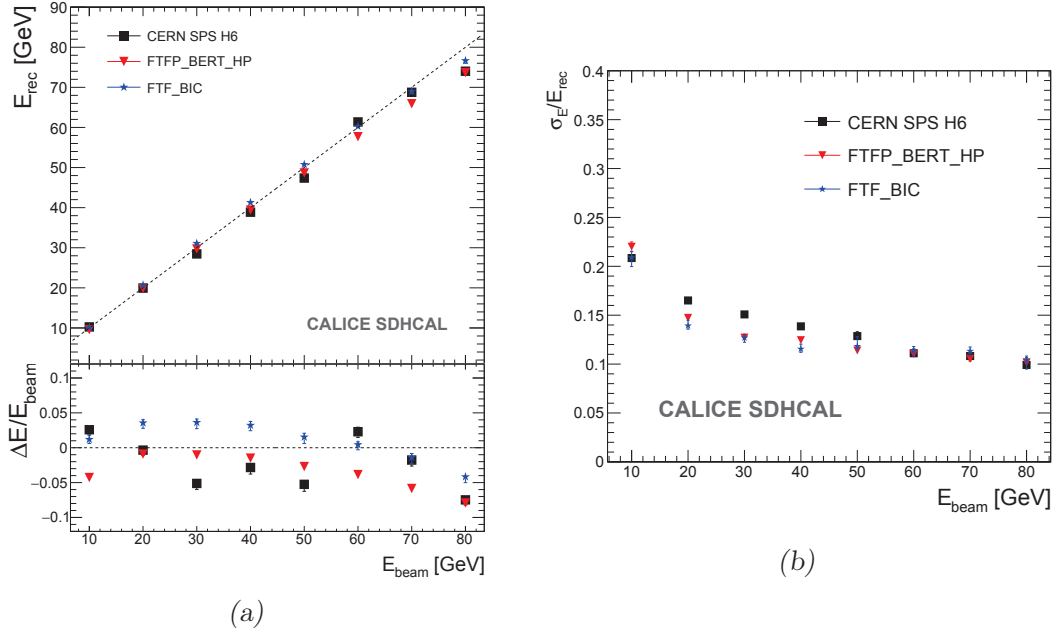 E_rec [GeV]
90
80
70
60
50
40
30
20
10
CERN SPS H6
FTFP_BERT_HP
FTF_BIC
CALICE SDHCAL
ΔE/E_beam
0.1
0.05
0
−0.05
−0.1
10 20 30 40 50 60 70 80
E_beam [GeV]
(a)
σ_E/E_rec
0.4
0.35
0.3
0.25
0.2
0.15
0.1
0.05
0
CERN SPS H6
FTFP_BERT_HP
FTF_BIC
CALICE SDHCAL
10 20 30 40 50 60 70 80
E_beam [GeV]
(b)